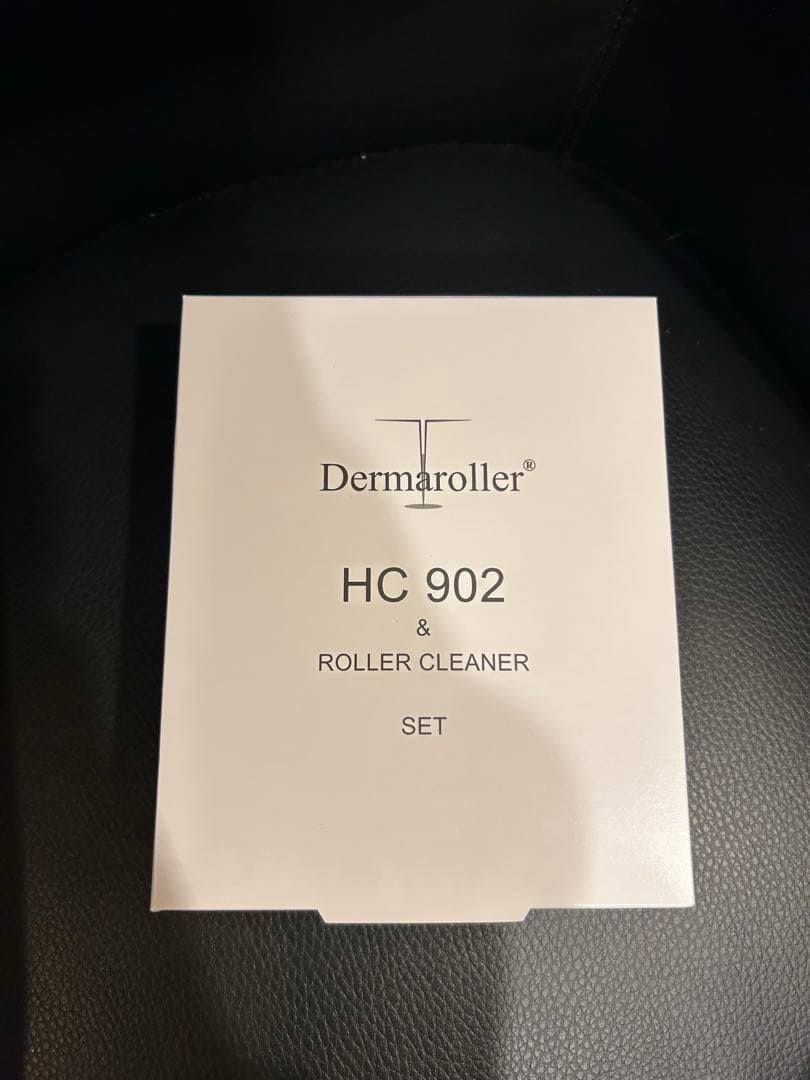 Dermaroller®
HC 902
&
ROLLER CLEANER
SET